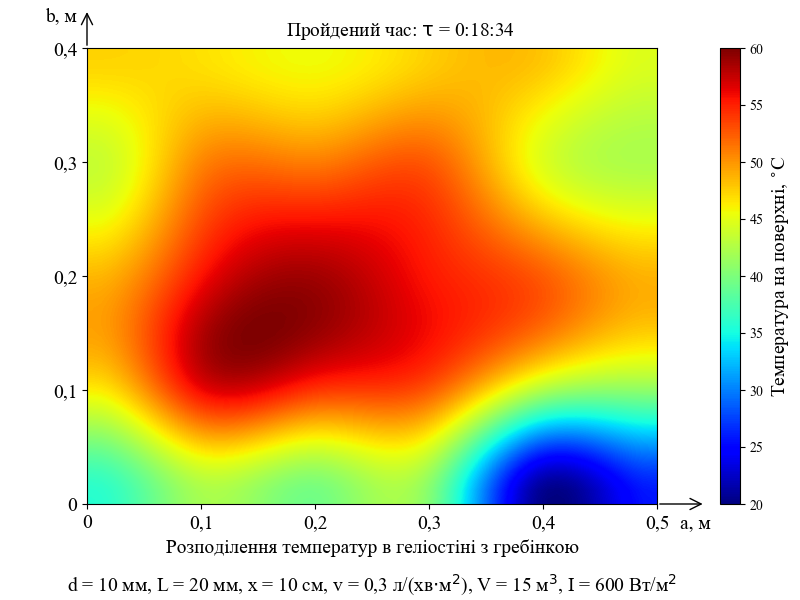 b, м
Пройдений час: τ = 0:18:34
0,4
0,3
0,2
0,1
0
0 0,1 0,2 0,3 0,4 0,5 a, м
60
55
50
45
40
35
30
25
20
Температура на поверхні, °C
Розподілення температур в геліостіні з гребінкою
d = 10 мм, L = 20 мм, x = 10 см, v = 0,3 л/(хв·м²), V = 15 м³, I = 600 Вт/м²